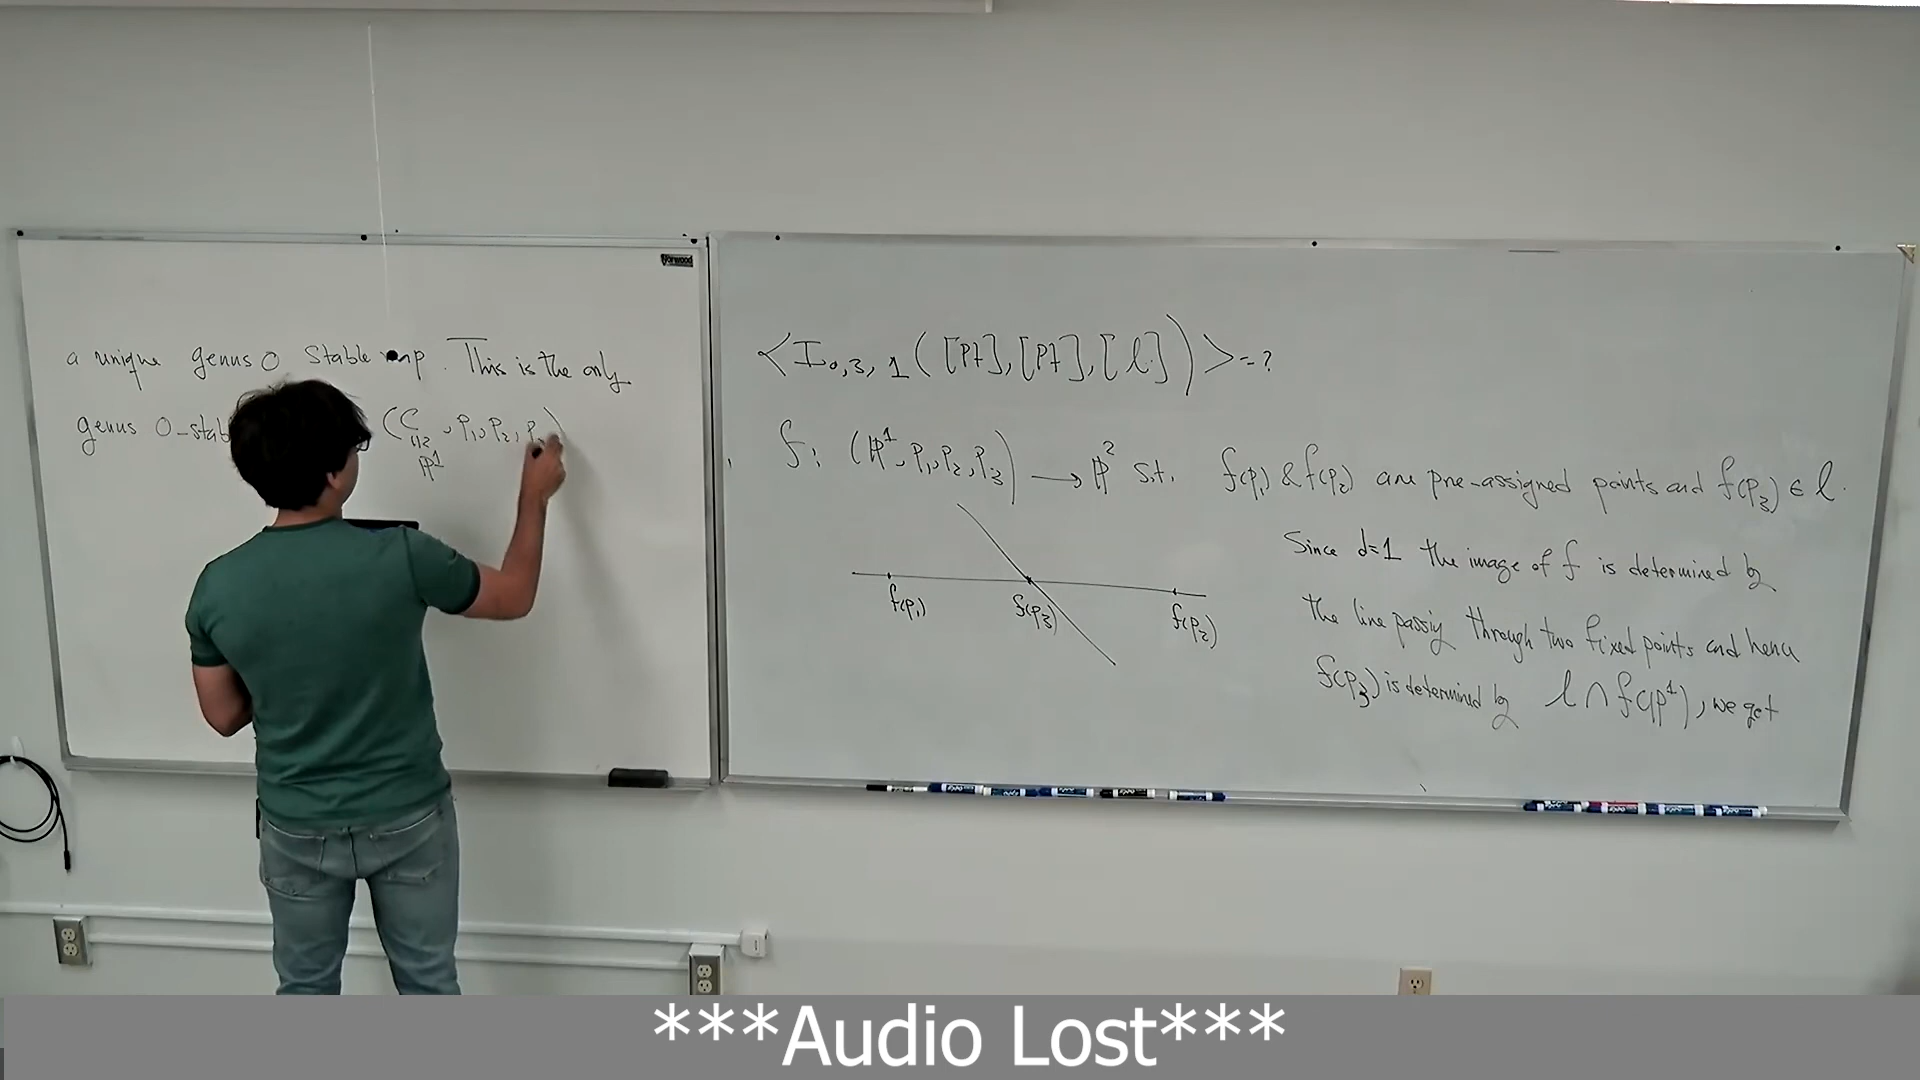 a unique genus 0 stable map. This is the only
genus 0-stab (C, p₁, p₂, p₃)
≅
ℙ¹
<I₀,₃,₁([pt],[pt],[l])> = ?
f: (ℙ¹, p₁, p₂, p₃) → ℙ² s.t. f(p₁) & f(p₂) are pre-assigned points and f(p₃) ∈ l.
Since d=1 the image of f is determined by
the line passing through two fixed points and hence
f(p₃) is determined by l ∩ f(ℙ¹), we get
f(p₁) f(p₃) f(p₂)
***Audio Lost***